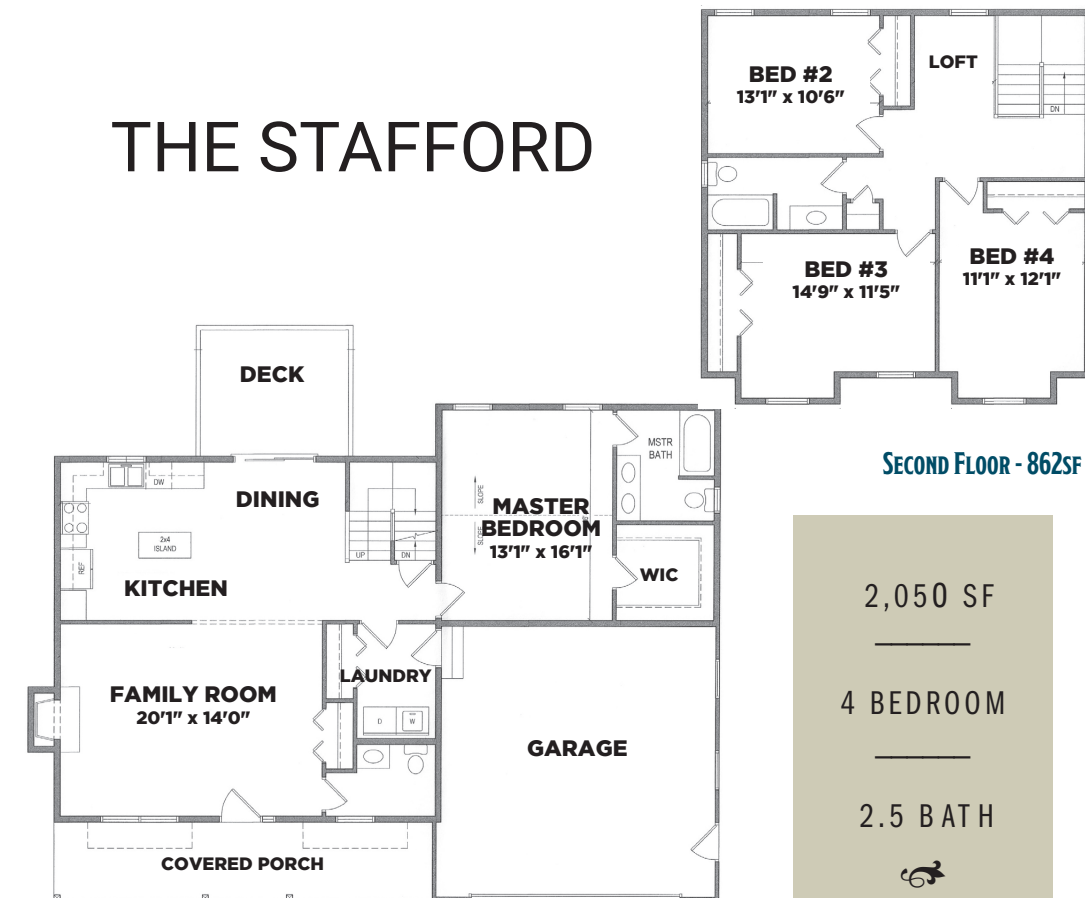 THE STAFFORD
BED #2
13'1" x 10'6"
LOFT
DN
BED #3
14'9" x 11'5"
BED #4
11'1" x 12'1"
SECOND FLOOR - 862SF
DECK
DW
DINING
2x4
ISLAND
REF
KITCHEN
UP
DN
SLOPE
SLOPE
MASTER
BEDROOM
13'1" x 16'1"
MSTR
BATH
WIC
FAMILY ROOM
20'1" x 14'0"
LAUNDRY
D
W
GARAGE
COVERED PORCH
2,050 SF
4 BEDROOM
2.5 BATH